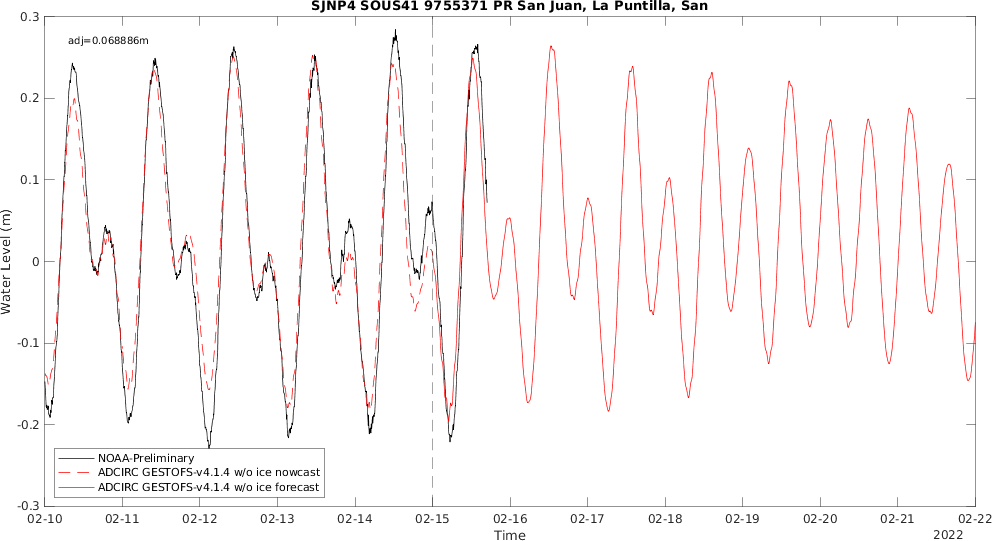 SJNP4 SOUS41 9755371 PR San Juan, La Puntilla, San
adj=0.068886m
0.3
0.2
0.1
0
-0.1
-0.2
-0.3
Water Level (m)
NOAA-Preliminary
ADCIRC GESTOFS-v4.1.4 w/o ice nowcast
ADCIRC GESTOFS-v4.1.4 w/o ice forecast
02-10 02-11 02-12 02-13 02-14 02-15 02-16 02-17 02-18 02-19 02-20 02-21 02-22
Time
2022